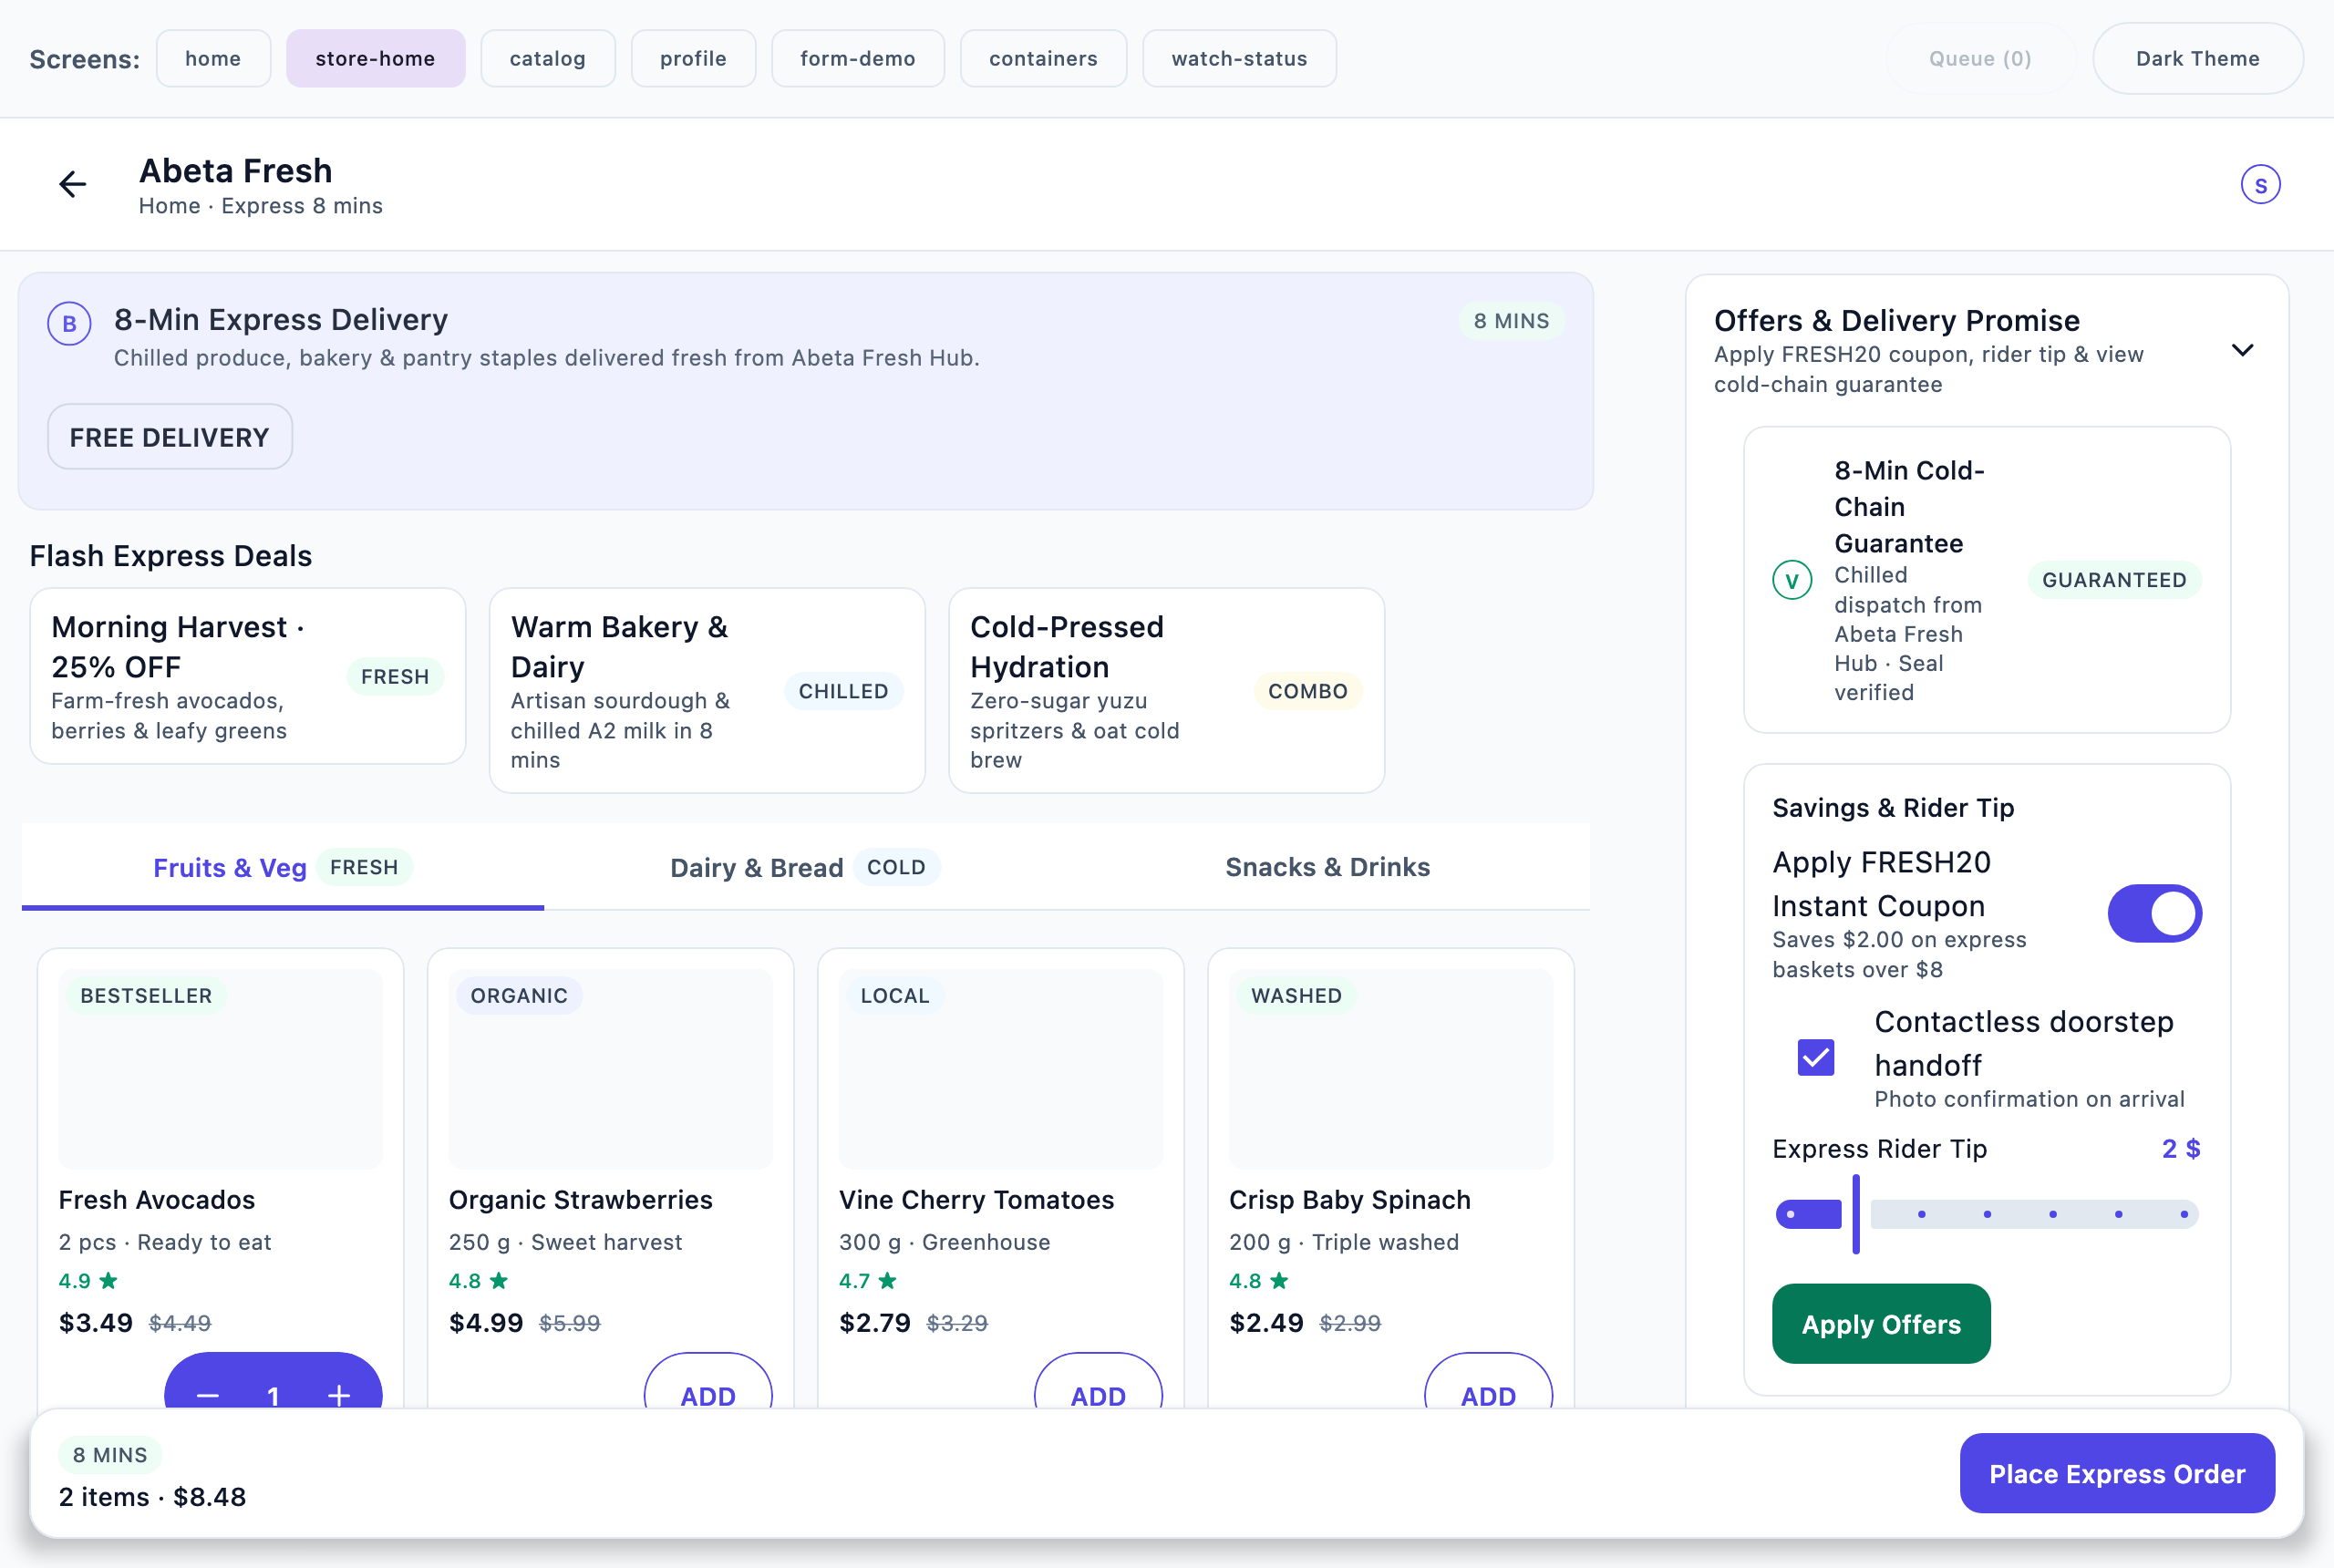 Screens: home store-home catalog profile form-demo containers watch-status Queue (0) Dark Theme
Abeta Fresh
Home · Express 8 mins
S
B
8-Min Express Delivery
8 MINS
Chilled produce, bakery & pantry staples delivered fresh from Abeta Fresh Hub.
FREE DELIVERY
Flash Express Deals
Morning Harvest ·
25% OFF
Farm-fresh avocados,
berries & leafy greens
FRESH
Warm Bakery &
Dairy
Artisan sourdough &
chilled A2 milk in 8
mins
CHILLED
Cold-Pressed
Hydration
Zero-sugar yuzu
spritzers & oat cold
brew
COMBO
Fruits & Veg FRESH
Dairy & Bread COLD
Snacks & Drinks
BESTSELLER
Fresh Avocados
2 pcs · Ready to eat
4.9 ★
$3.49 $4.49
− 1 +
ORGANIC
Organic Strawberries
250 g · Sweet harvest
4.8 ★
$4.99 $5.99
ADD
LOCAL
Vine Cherry Tomatoes
300 g · Greenhouse
4.7 ★
$2.79 $3.29
ADD
WASHED
Crisp Baby Spinach
200 g · Triple washed
4.8 ★
$2.49 $2.99
ADD
Offers & Delivery Promise
Apply FRESH20 coupon, rider tip & view
cold-chain guarantee
V
8-Min Cold-
Chain
Guarantee
Chilled
dispatch from
Abeta Fresh
Hub · Seal
verified
GUARANTEED
Savings & Rider Tip
Apply FRESH20
Instant Coupon
Saves $2.00 on express
baskets over $8
Contactless doorstep
handoff
Photo confirmation on arrival
Express Rider Tip 2 $
Apply Offers
8 MINS
2 items · $8.48
Place Express Order